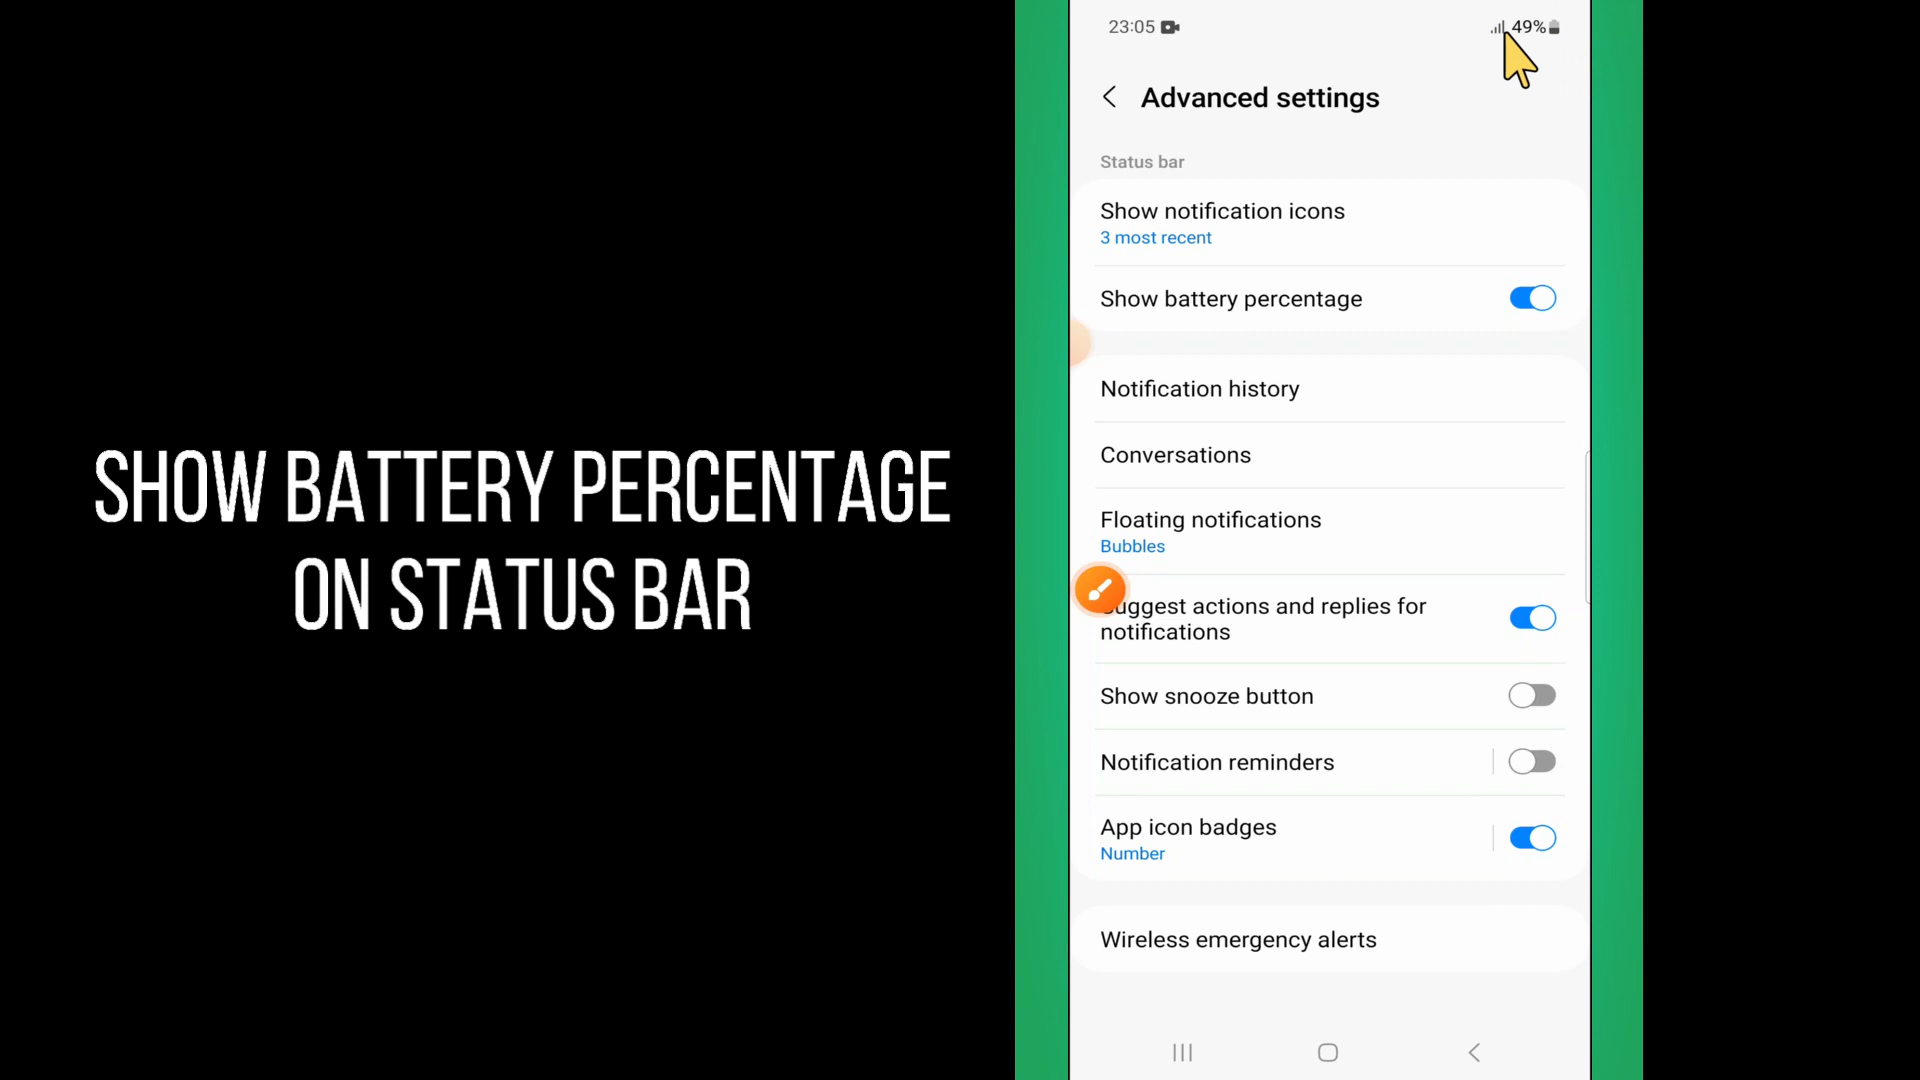 SHOW BATTERY PERCENTAGE
ON STATUS BAR
23:05
49%
Advanced settings
Status bar
Show notification icons
3 most recent
Show battery percentage
Notification history
Conversations
Floating notifications
Bubbles
Suggest actions and replies for
notifications
Show snooze button
Notification reminders
App icon badges
Number
Wireless emergency alerts